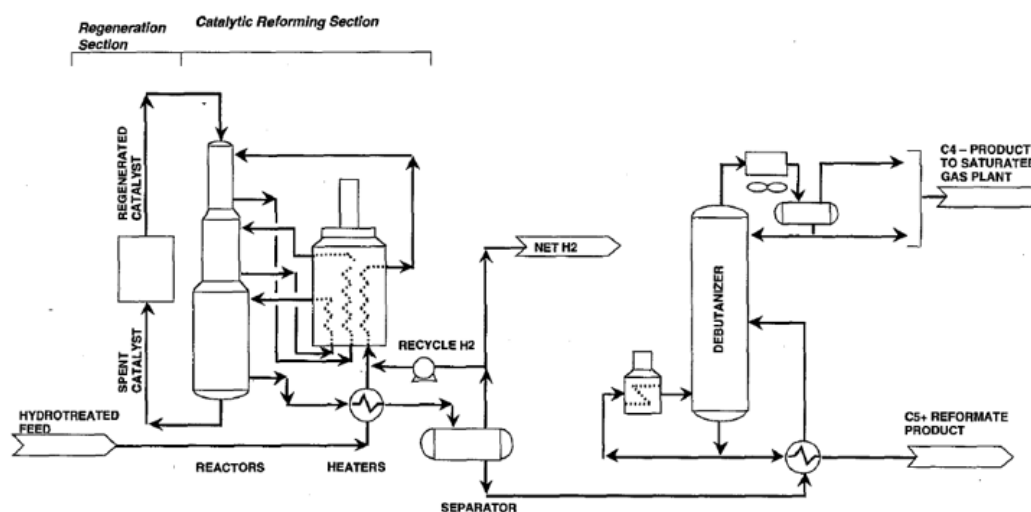 Regeneration
Section
Catalytic Reforming Section
REGENERATED
CATALYST
SPENT
CATALYST
HYDROTREATED
FEED
REACTORS
HEATERS
RECYCLE H2
NET H2
SEPARATOR
DEBUTANIZER
C4 – PRODUCT
TO SATURATED
GAS PLANT
C5+ REFORMATE
PRODUCT